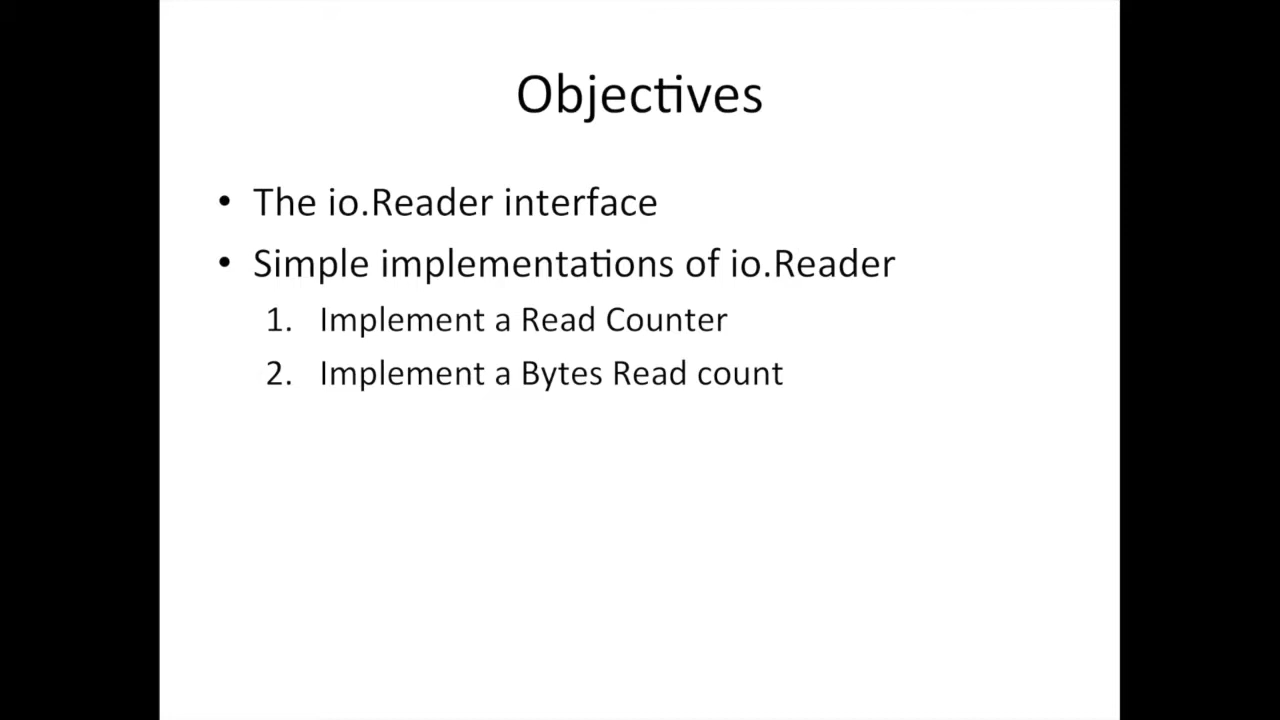 Objectives
• The io.Reader interface
• Simple implementations of io.Reader
1. Implement a Read Counter
2. Implement a Bytes Read count